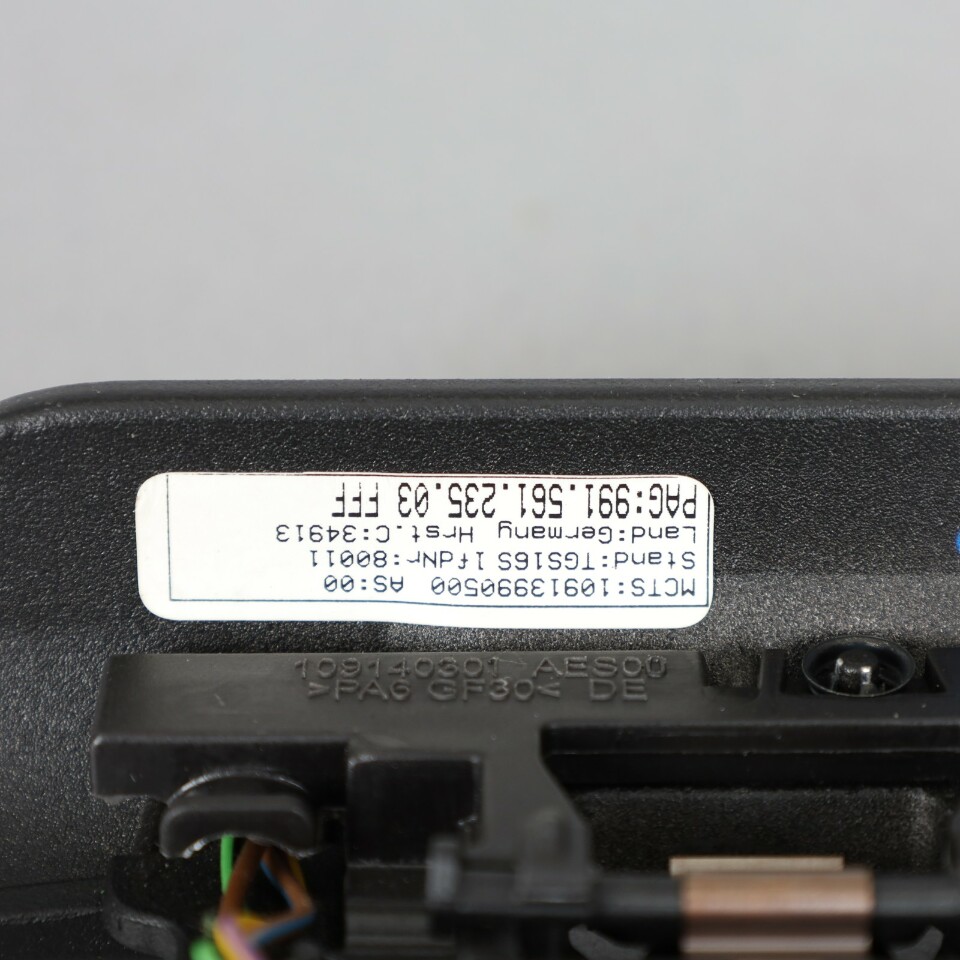 MCTS:10913990500 AS:00
Stand:TGS16S lfdNr:80011
Land:Germany Hrst.C:34913
PAG:991.561.235.03 FFF
109140301 AES00
>PA6 GF30< DE